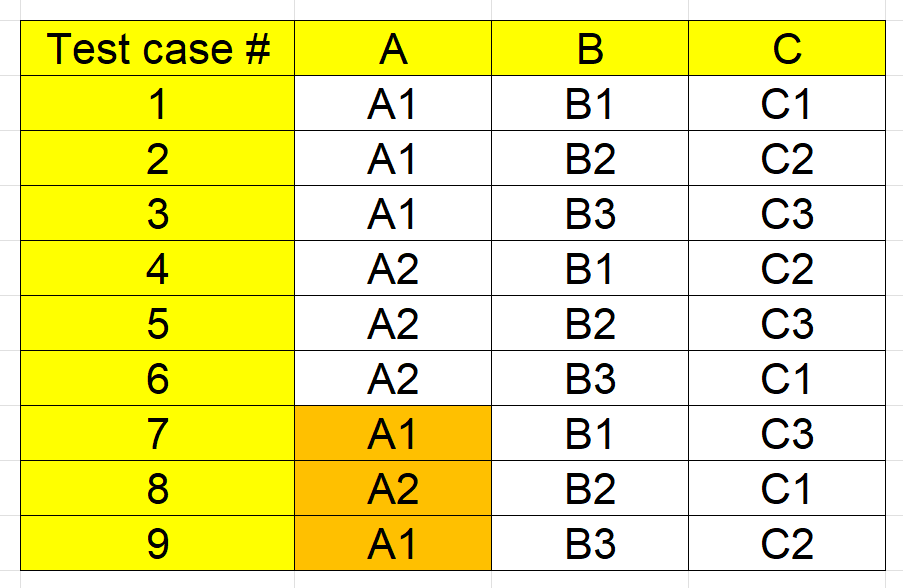 Test case # A B C
1 A1 B1 C1
2 A1 B2 C2
3 A1 B3 C3
4 A2 B1 C2
5 A2 B2 C3
6 A2 B3 C1
7 A1 B1 C3
8 A2 B2 C1
9 A1 B3 C2